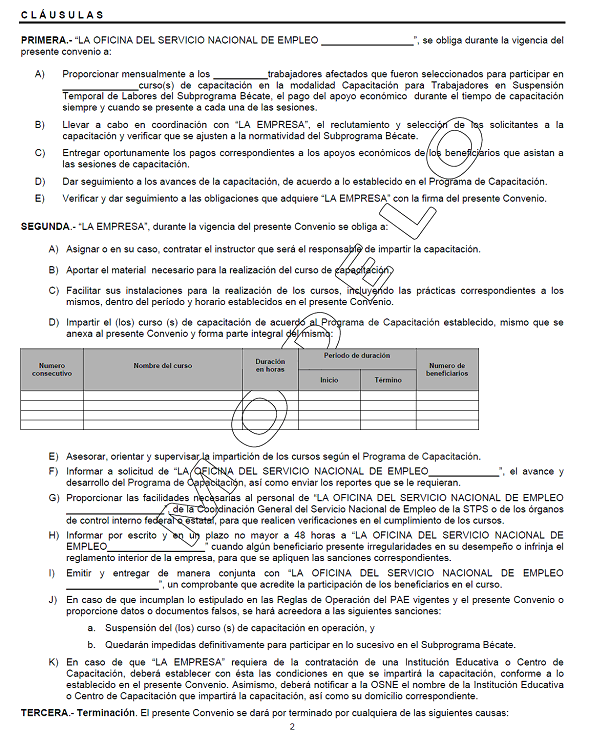 C L Á U S U L A S
PRIMERA.- “LA OFICINA DEL SERVICIO NACIONAL DE EMPLEO ___________________”, se obliga durante la vigencia del
presente convenio a:
A) Proporcionar mensualmente a los ___________trabajadores afectados que fueron seleccionados para participar en
_______________curso(s) de capacitación en la modalidad Capacitación para Trabajadores en Suspensión
Temporal de Labores del Subprograma Bécate, el pago del apoyo económico durante el tiempo de capacitación
siempre y cuando se presente a cada una de las sesiones.
B) Llevar a cabo en coordinación con “LA EMPRESA”, el reclutamiento y selección de los solicitantes a la
capacitación y verificar que se ajusten a la normatividad del Subprograma Bécate.
C) Entregar oportunamente los pagos correspondientes a los apoyos económicos de los beneficiarios que asistan a
las sesiones de capacitación.
D) Dar seguimiento a los avances de la capacitación, de acuerdo a lo establecido en el Programa de Capacitación.
E) Verificar y dar seguimiento a las obligaciones que adquiere “LA EMPRESA” con la firma del presente Convenio.
SEGUNDA.- “LA EMPRESA”, durante la vigencia del presente Convenio se obliga a:
A) Asignar o en su caso, contratar el instructor que será el responsable de impartir la capacitación.
B) Aportar el material necesario para la realización del curso de capacitación.
C) Facilitar sus instalaciones para la realización de los cursos, incluyendo las prácticas correspondientes a los
mismos, dentro del período y horario establecidos en el presente Convenio.
D) Impartir el (los) curso (s) de capacitación de acuerdo al Programa de Capacitación establecido, mismo que se
anexa al presente Convenio y forma parte integral del mismo:
Numero consecutivo Nombre del curso Duración en horas Periodo de duración Numero de beneficiarios
Inicio Término
E) Asesorar, orientar y supervisar la impartición de los cursos según el Programa de Capacitación.
F) Informar a solicitud de “LA OFICINA DEL SERVICIO NACIONAL DE EMPLEO______________”, el avance y
desarrollo del Programa de Capacitación, así como enviar los reportes que se le requieran.
G) Proporcionar las facilidades necesarias al personal de “LA OFICINA DEL SERVICIO NACIONAL DE EMPLEO
____________________”, de la Coordinación General del Servicio Nacional de Empleo de la STPS o de los órganos
de control interno federal o estatal, para que realicen verificaciones en el cumplimiento de los cursos.
H) Informar por escrito y en un plazo no mayor a 48 horas a “LA OFICINA DEL SERVICIO NACIONAL DE
EMPLEO____________________” cuando algún beneficiario presente irregularidades en su desempeño o infrinja el
reglamento interior de la empresa, para que se apliquen las sanciones correspondientes.
I) Emitir y entregar de manera conjunta con “LA OFICINA DEL SERVICIO NACIONAL DE EMPLEO
___________________”, un comprobante que acredite la participación de los beneficiarios en el curso.
J) En caso de que incumplan lo estipulado en las Reglas de Operación del PAE vigentes y el presente Convenio o
proporcione datos o documentos falsos, se hará acreedora a las siguientes sanciones:
a. Suspensión del (los) curso (s) de capacitación en operación, y
b. Quedarán impedidas definitivamente para participar en lo sucesivo en el Subprograma Bécate.
K) En caso de que “LA EMPRESA” requiera de la contratación de una Institución Educativa o Centro de
Capacitación, deberá establecer con ésta las condiciones en que se impartirá la capacitación, conforme a lo
establecido en el presente Convenio. Asimismo, deberá notificar a la OSNE el nombre de la Institución Educativa
o Centro de Capacitación que impartirá la capacitación, así como su domicilio correspondiente.
TERCERA.- Terminación. El presente Convenio se dará por terminado por cualquiera de las siguientes causas:
2
MODELO